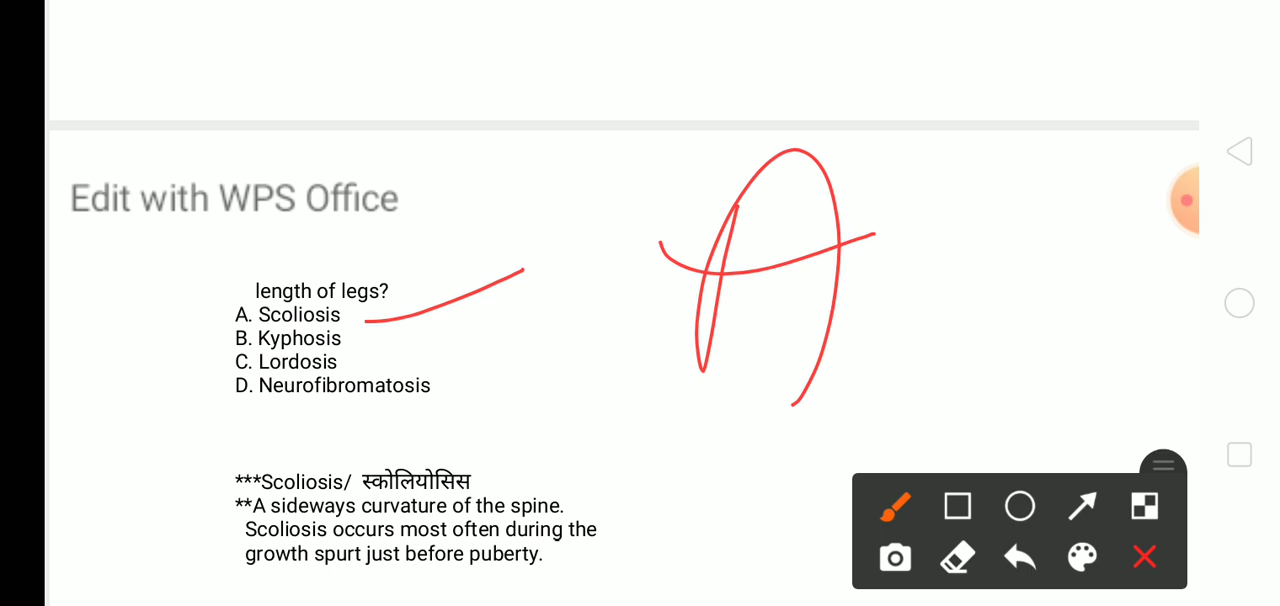 Edit with WPS Office
length of legs?
A. Scoliosis
B. Kyphosis
C. Lordosis
D. Neurofibromatosis
A
***Scoliosis/ स्कोलियोसिस
**A sideways curvature of the spine.
Scoliosis occurs most often during the
growth spurt just before puberty.